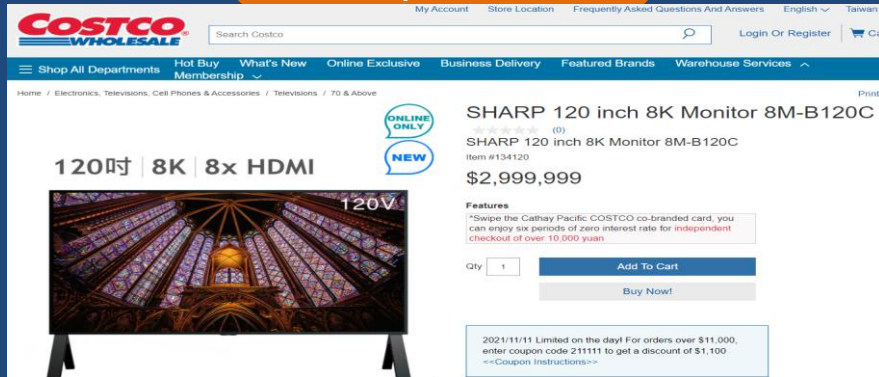 My Account Store Location Frequently Asked Questions And Answers English Taiwan
COSTCO
WHOLESALE
Search Costco
Login Or Register
Shop All Departments
Hot Buy What's New Online Exclusive Business Delivery Featured Brands Warehouse Services
Membership
Home / Electronics, Televisions, Cell Phones & Accessories / Televisions / 70 & Above
Print
ONLINE
ONLY
NEW
120吋 | 8K | 8x HDMI
120V
SHARP 120 inch 8K Monitor 8M-B120C
(0)
SHARP 120 inch 8K Monitor 8M-B120C
Item #134120
$2,999,999
Features
*Swipe the Cathay Pacific COSTCO co-branded card, you
can enjoy six periods of zero interest rate for independent
checkout of over 10,000 yuan
Qty 1
Add To Cart
Buy Now!
2021/11/11 Limited on the day! For orders over $11,000,
enter coupon code 211111 to get a discount of $1,100
<<Coupon Instructions>>